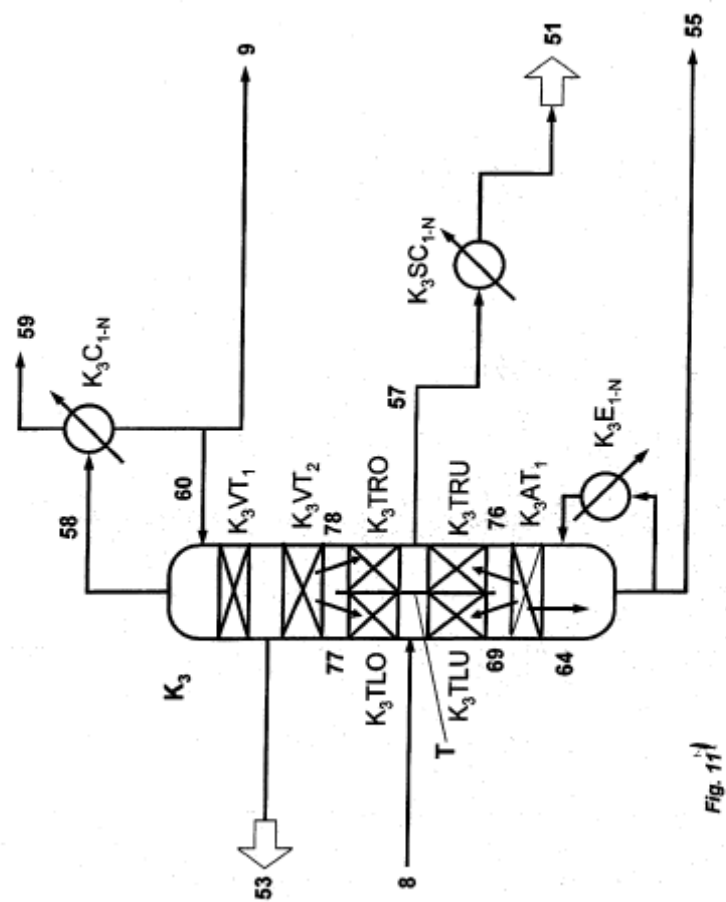 59
K₃C₁₋N
58
60
9
K₃VT₁
K₃VT₂
K₃
53
77
78
K₃TLO
K₃TRO
57
K₃SC₁₋N
51
8
T
K₃TLU
K₃TRU
69
76
K₃AT₁
K₃E₁₋N
64
55
Fig. 11